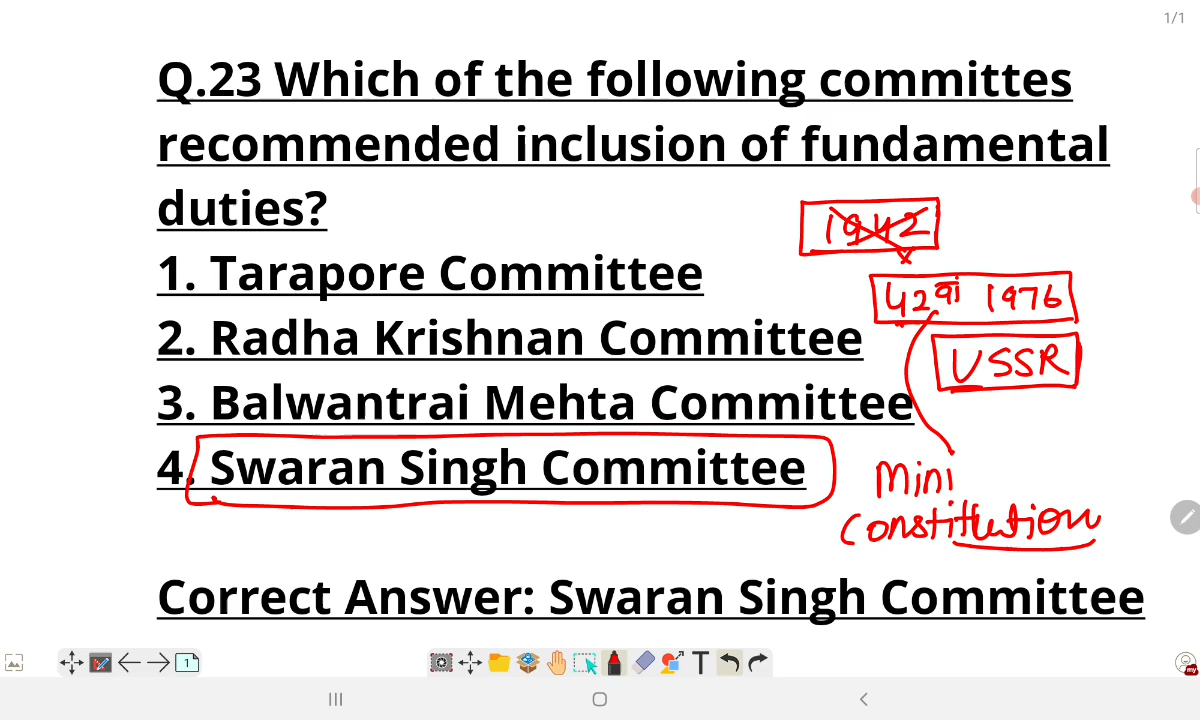 1/1
Q.23 Which of the following committes
recommended inclusion of fundamental
duties?
1942
1. Tarapore Committee
42वां 1976
2. Radha Krishnan Committee
USSR
3. Balwantrai Mehta Committee
4. Swaran Singh Committee
Mini
Constitution
Correct Answer: Swaran Singh Committee
1
T
my